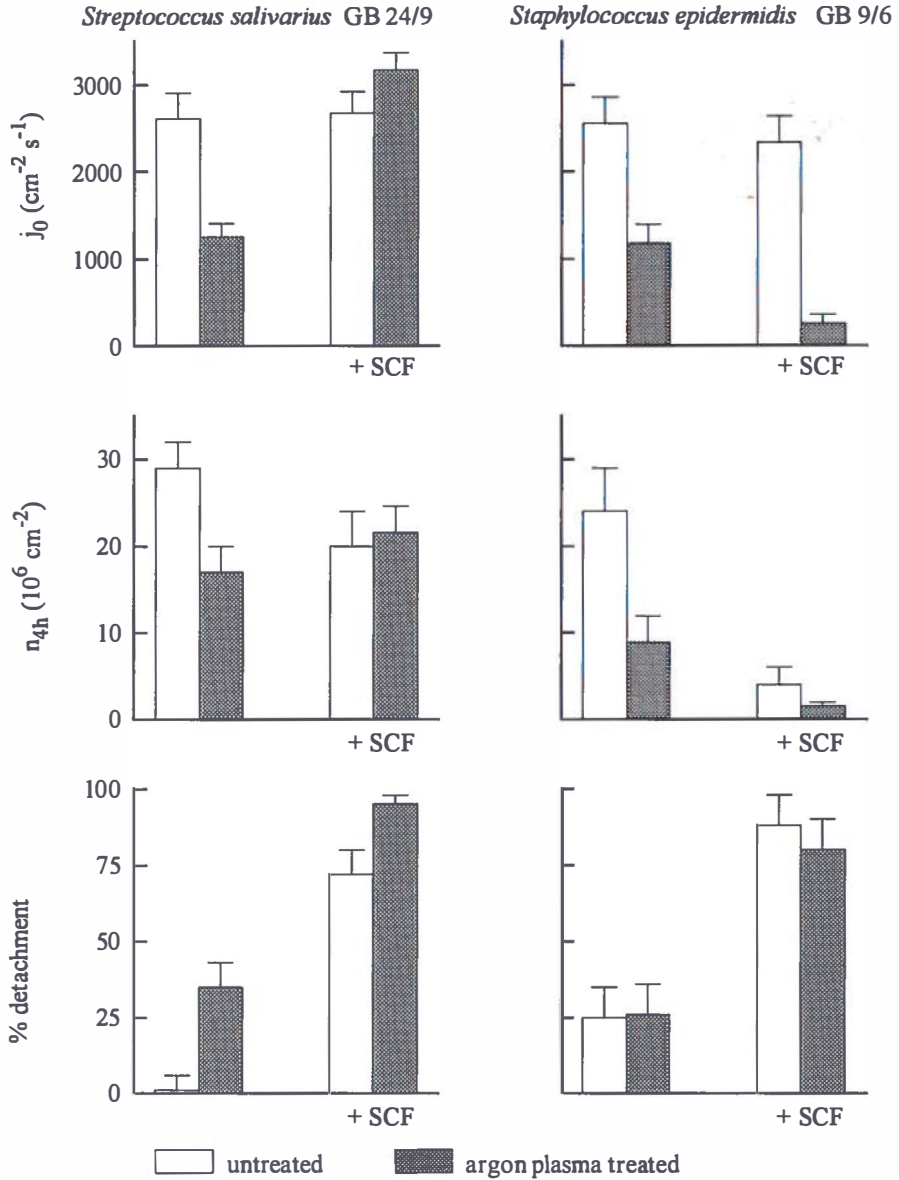 Streptococcus salivarius GB 24/9
Staphylococcus epidermidis GB 9/6
j0 (cm-2 s-1)
3000
2000
1000
0
+ SCF
+ SCF
n4h (10^6 cm-2)
30
20
10
0
+ SCF
+ SCF
% detachment
100
75
50
25
0
+ SCF
+ SCF
untreated
argon plasma treated